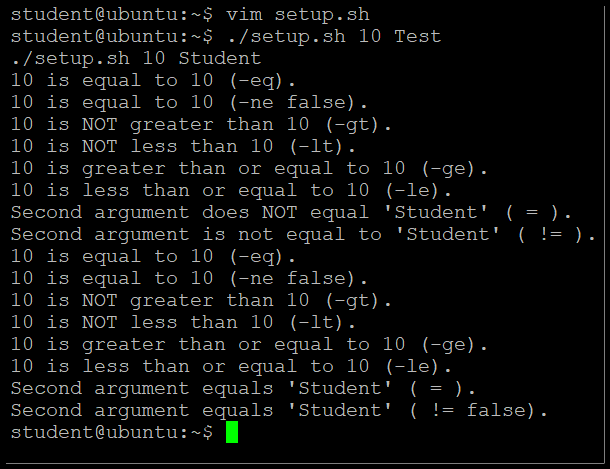 student@ubuntu:~$ vim setup.sh
student@ubuntu:~$ ./setup.sh 10 Test
./setup.sh 10 Student
10 is equal to 10 (-eq).
10 is equal to 10 (-ne false).
10 is NOT greater than 10 (-gt).
10 is NOT less than 10 (-lt).
10 is greater than or equal to 10 (-ge).
10 is less than or equal to 10 (-le).
Second argument does NOT equal 'Student' ( = ).
Second argument is not equal to 'Student' ( != ).
10 is equal to 10 (-eq).
10 is equal to 10 (-ne false).
10 is NOT greater than 10 (-gt).
10 is NOT less than 10 (-lt).
10 is greater than or equal to 10 (-ge).
10 is less than or equal to 10 (-le).
Second argument equals 'Student' ( = ).
Second argument equals 'Student' ( != false).
student@ubuntu:~$